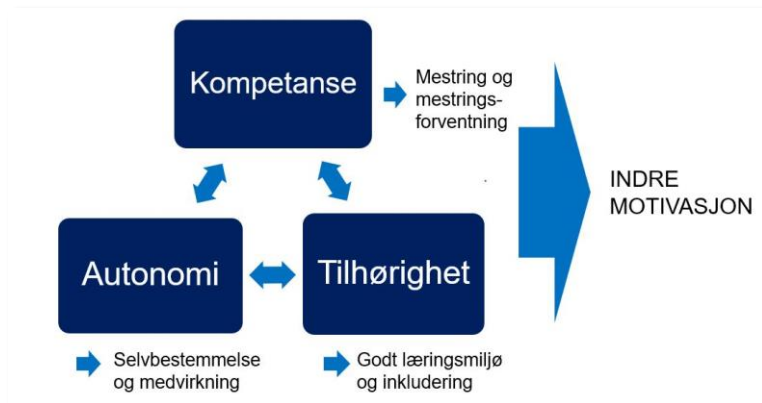 Kompetanse
Mestring og
mestrings-
forventning
INDRE
MOTIVASJON
Autonomi
Tilhørighet
Selvbestemmelse
og medvirkning
Godt læringsmiljø
og inkludering